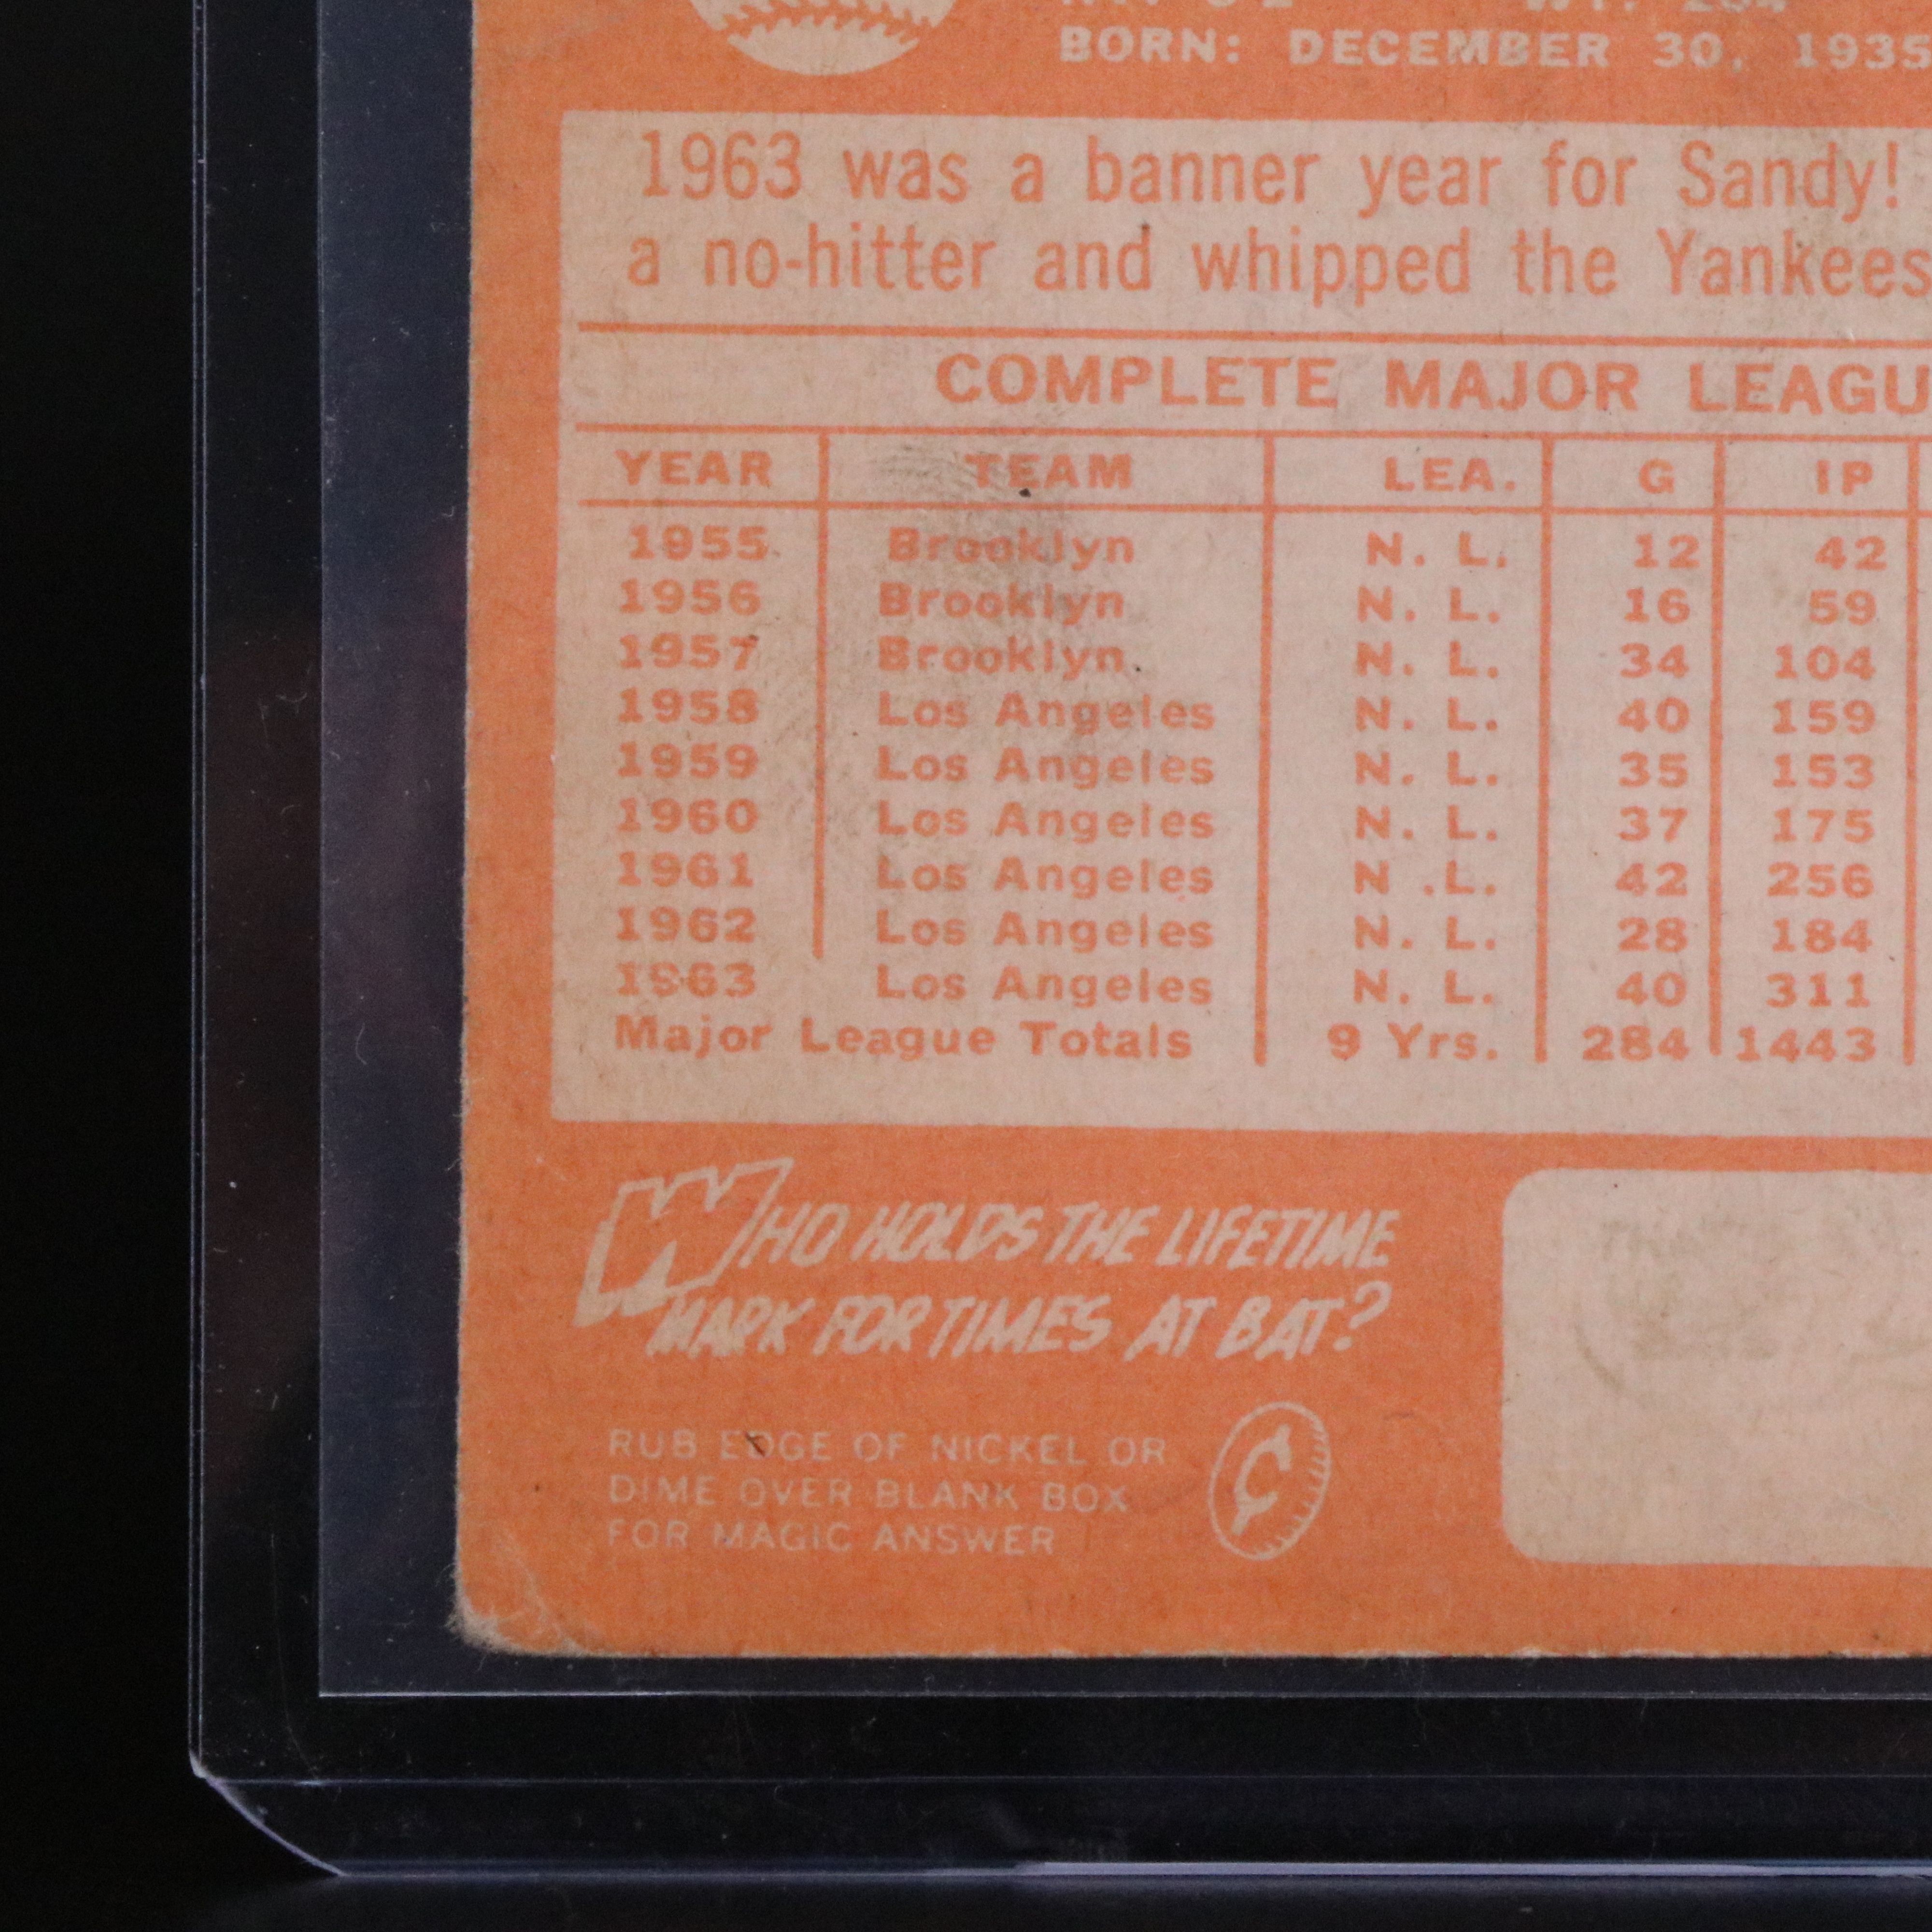 BORN: DECEMBER 30, 1935
1963 was a banner year for Sandy!
a no-hitter and whipped the Yankees
COMPLETE MAJOR LEAGU
YEAR TEAM LEA. G IP
1955 Brooklyn N. L. 12 42
1956 Brooklyn N. L. 16 59
1957 Brooklyn N. L. 34 104
1958 Los Angeles N. L. 40 159
1959 Los Angeles N. L. 35 153
1960 Los Angeles N. L. 37 175
1961 Los Angeles N .L. 42 256
1962 Los Angeles N. L. 28 184
1963 Los Angeles N. L. 40 311
Major League Totals 9 Yrs. 284 1443
WHO HOLDS THE LIFETIME
MARK FOR TIMES AT BAT?
RUB EDGE OF NICKEL OR
DIME OVER BLANK BOX
FOR MAGIC ANSWER